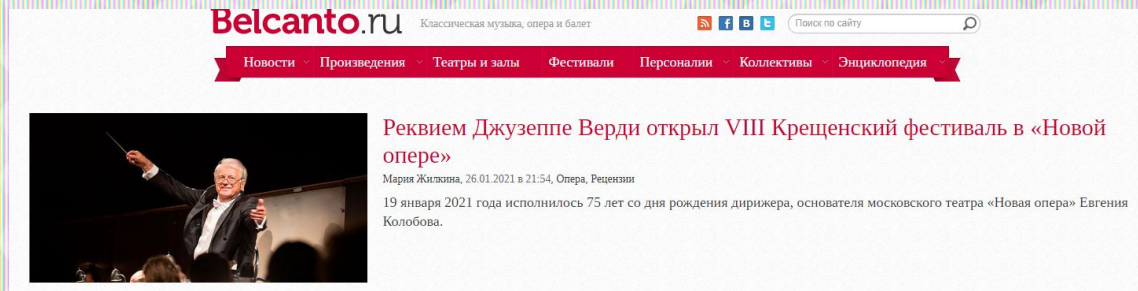 Belcanto.ru
Классическая музыка, опера и балет
Поиск по сайту
Новости Произведения Театры и залы Фестивали Персоналии Коллективы Энциклопедия
Реквием Джузеппе Верди открыл VIII Крещенский фестиваль в «Новой
опере»
Мария Жилкина, 26.01.2021 в 21:54, Опера, Рецензии
19 января 2021 года исполнилось 75 лет со дня рождения дирижера, основателя московского театра «Новая опера» Евгения
Колобова.